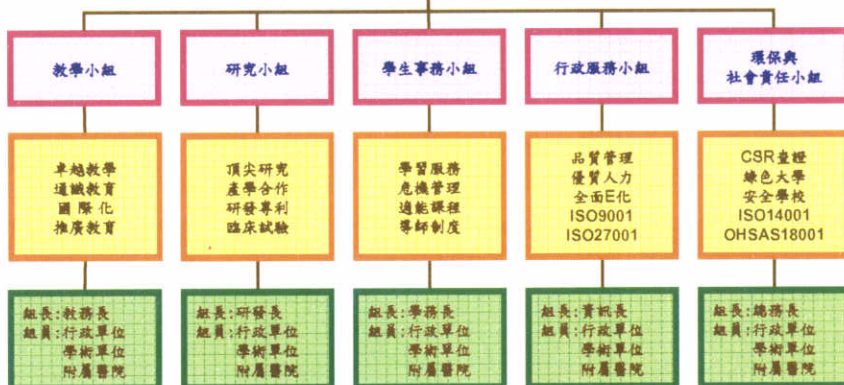 教學小組
研究小組
學生事務小組
行政服務小組
環保與
社會責任小組
卓越教學
通識教育
國際化
推廣教育
頂尖研究
產學合作
研發專利
臨床試驗
學習服務
危機管理
適能課程
導師制度
品質管理
優質人力
全面E化
ISO9001
ISO27001
CSR查證
綠色大學
安全學校
ISO14001
OHSAS18001
組長:教務長
組員:行政單位
學術單位
附屬醫院
組長:研發長
組員:行政單位
學術單位
附屬醫院
組長:學務長
組員:行政單位
學術單位
附屬醫院
組長:資訊長
組員:行政單位
學術單位
附屬醫院
組長:總務長
組員:行政單位
學術單位
附屬醫院